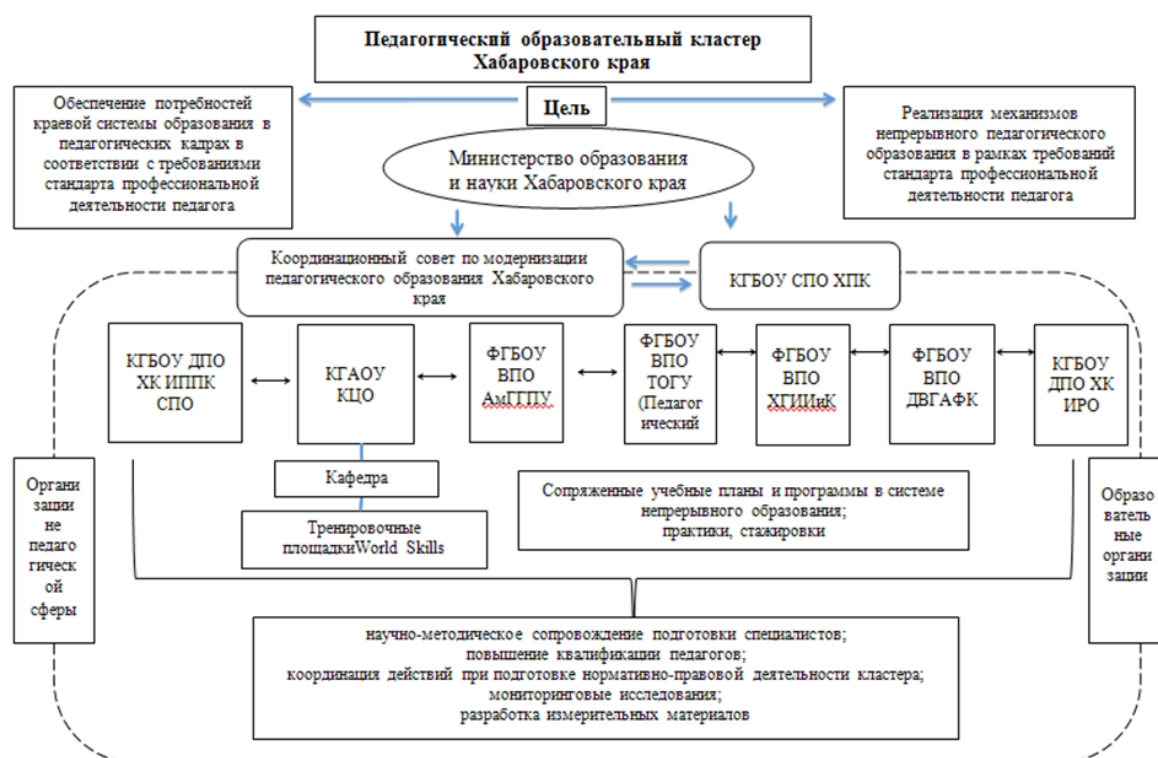 Педагогический образовательный кластер
Хабаровского края
Обеспечение потребностей
краевой системы образования в
педагогических кадрах в
соответствии с требованиями
стандарта профессиональной
деятельности педагога
Цель
Реализация механизмов
непрерывного педагогического
образования в рамках требований
стандарта профессиональной
деятельности педагога
Министерство образования
и науки Хабаровского края
Координационный совет по модернизации
педагогического образования Хабаровского
края
КГБОУ СПО ХПК
КГБОУ ДПО
ХК ИППК
СПО
КГАОУ
КЦО
ФГБОУ
ВПО
АмГГПУ
ФГБОУ
ВПО
ТОГУ
(Педагог
ический
ФГБОУ
ВПО
ХГИИиК
ФГБОУ
ВПО
ДВГАФК
КГБОУ
ДПО ХК
ИРО
Органи
зации
не
педаго
гическ
ой
сферы
Кафедра
Тренировочные
площадкиWorld Skills
Сопряженные учебные планы и программы в системе
непрерывного образования;
практики, стажировки
Образо
ватель
ные
органи
зации
научно-методическое сопровождение подготовки специалистов;
повышение квалификации педагогов;
координация действий при подготовке нормативно-правовой деятельности кластера;
мониторинговые исследования;
разработка измерительных материалов